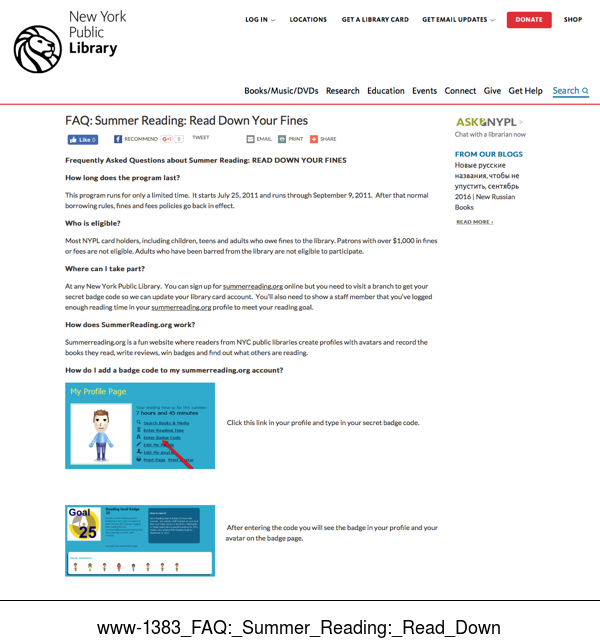 New York
Public
Library
LOG IN
LOCATIONS
GET A LIBRARY CARD
GET EMAIL UPDATES
DONATE
SHOP
Books/Music/DVDs
Research
Education
Events
Connect
Give
Get Help
Search
FAQ: Summer Reading: Read Down Your Fines
Like 0
RECOMMEND
G+1 0
TWEET
EMAIL
PRINT
SHARE
ASK NYPL >
Chat with a librarian now
FROM OUR BLOGS
Новые русские
названия, чтобы не
упустить, сентябрь
2016 | New Russian
Books
READ MORE ›
Frequently Asked Questions about Summer Reading: READ DOWN YOUR FINES
How long does the program last?
This program runs for only a limited time. It starts July 25, 2011 and runs through September 9, 2011. After that normal
borrowing rules, fines and fees policies go back in effect.
Who is eligible?
Most NYPL card holders, including children, teens and adults who owe fines to the library. Patrons with over $1,000 in fines
or fees are not eligible. Adults who have been barred from the library are not eligible to participate.
Where can I take part?
At any New York Public Library. You can sign up for summerreading.org online but you need to visit a branch to get your
secret badge code so we can update your library card account. You'll also need to show a staff member that you've logged
enough reading time in your summerreading.org profile to meet your reading goal.
How does SummerReading.org work?
Summerreading.org is a fun website where readers from NYC public libraries create profiles with avatars and record the
books they read, write reviews, win badges and find out what others are reading.
How do I add a badge code to my summerreading.org account?
My Profile Page
Your reading time so far this summer:
7 hours and 45 minutes
Search Books & Media
Enter Reading Time
Enter Badge Code
Edit My
Edit My
Print Page
Click this link in your profile and type in your secret badge code.
Goal
25
Reading Goal Badge
25
After entering the code you will see the badge in your profile and your
avatar on the badge page.
www-1383_FAQ:_Summer_Reading:_Read_Down